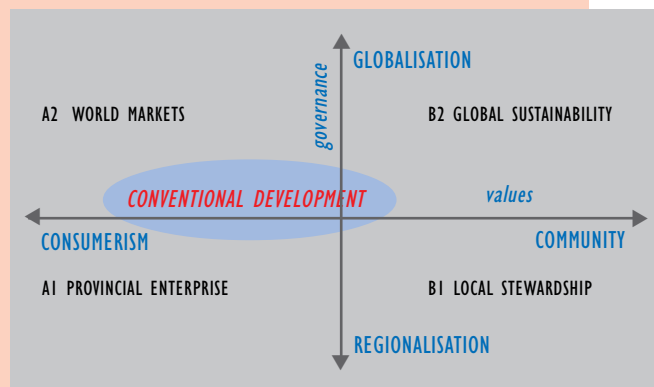 GLOBALISATION
governance
A2 WORLD MARKETS
B2 GLOBAL SUSTAINABILITY
CONVENTIONAL DEVELOPMENT
values
CONSUMERISM
COMMUNITY
A1 PROVINCIAL ENTERPRISE
B1 LOCAL STEWARDSHIP
REGIONALISATION